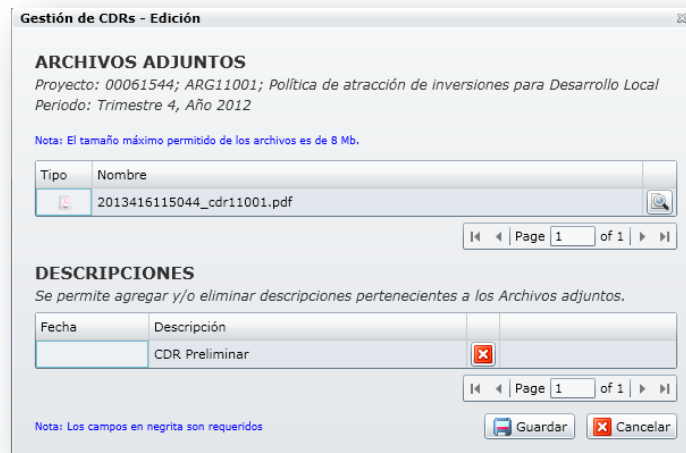 Gestión de CDRs - Edición
ARCHIVOS ADJUNTOS
Proyecto: 00061544; ARG11001; Política de atracción de inversiones para Desarrollo Local
Periodo: Trimestre 4, Año 2012
Nota: El tamaño máximo permitido de los archivos es de 8 Mb.
Tipo Nombre
2013416115044_cdr11001.pdf
Page 1 of 1
DESCRIPCIONES
Se permite agregar y/o eliminar descripciones pertenecientes a los Archivos adjuntos.
Fecha Descripción
CDR Preliminar
Page 1 of 1
Nota: Los campos en negrita son requeridos Guardar Cancelar